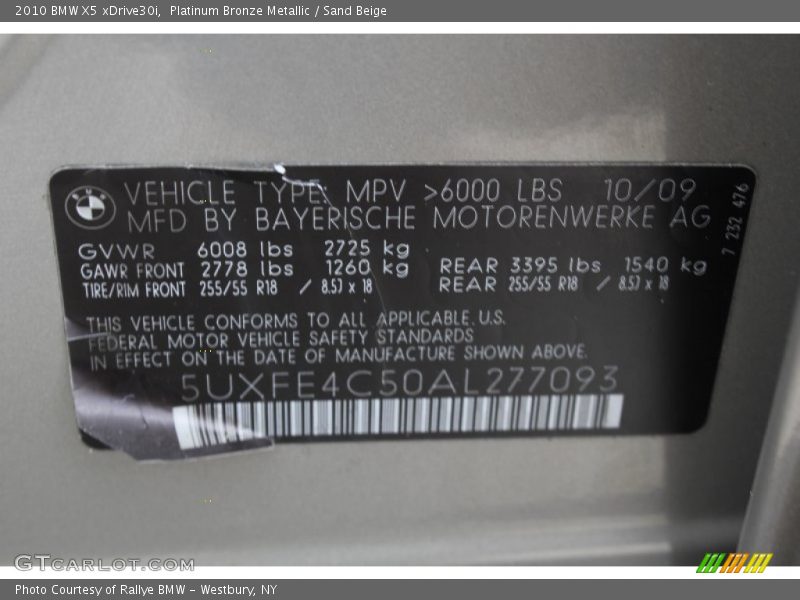 2010 BMW X5 xDrive30i, Platinum Bronze Metallic / Sand Beige
VEHICLE TYPE: MPV >6000 LBS 10/09
MFD BY BAYERISCHE MOTORENWERKE AG
7 232 476
GVWR 6008 lbs 2725 kg
GAWR FRONT 2778 lbs 1260 kg REAR 3395 lbs 1540 kg
TIRE/RIM FRONT 255/55 R18 / 8.5J x 18 REAR 255/55 R18 / 8.5J x 18
THIS VEHICLE CONFORMS TO ALL APPLICABLE U.S.
FEDERAL MOTOR VEHICLE SAFETY STANDARDS
IN EFFECT ON THE DATE OF MANUFACTURE SHOWN ABOVE.
5UXFE4C50AL277093
GTCarLot.com
Photo Courtesy of Rallye BMW - Westbury, NY